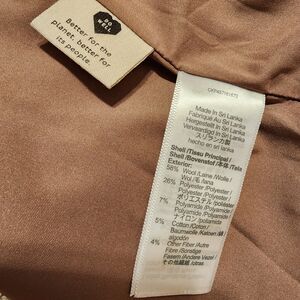 DO
WELL
Better for the
planet, better for
its people.
Made in Sri Lanka
Fabriqué Au Sri Lanka
Hergestellt in Sri Lanka
Vervaardigd in Sri Lanka
スリランカ製
hecho en sri lanka
Shell /Tissu Principal /
Shell /Bovenstof /本体 /Tela
Exterior:
58% Wool /Laine /Wolle /
Wol /毛 /lana
26% Polyester /Polyester /
Polyester /Polyester /
ポリエステル /poliéster
7% Polyamide /Polyamide /
Polyamid /Polyamide /
ナイロン /poliamida
5% Cotton /Coton /
Baumwolle /Katoen /綿 /
algodón
4% Other Fiber /Autre
Fibre /Sonstige
Fasern /Andere Vezel /
その他繊維 /otras